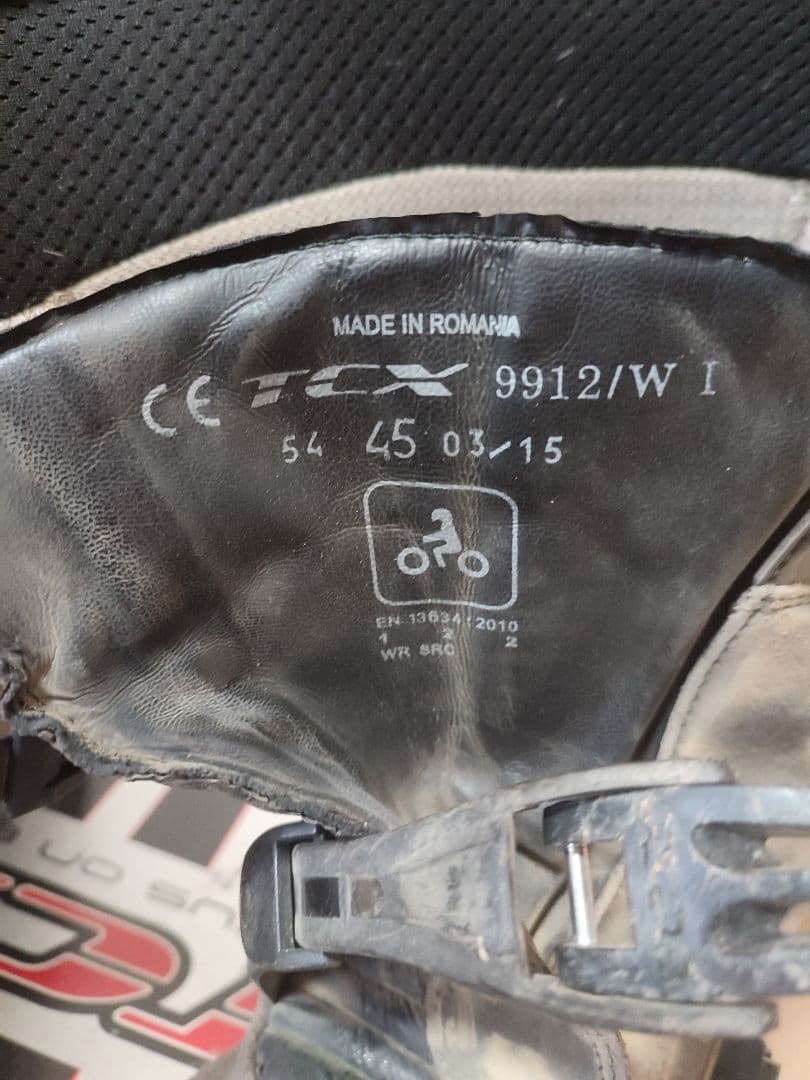 MADE IN ROMANIA
CE TCX 9912/W I
54 45 03/15
EN 13634:2010
1 2 2
WR SRC